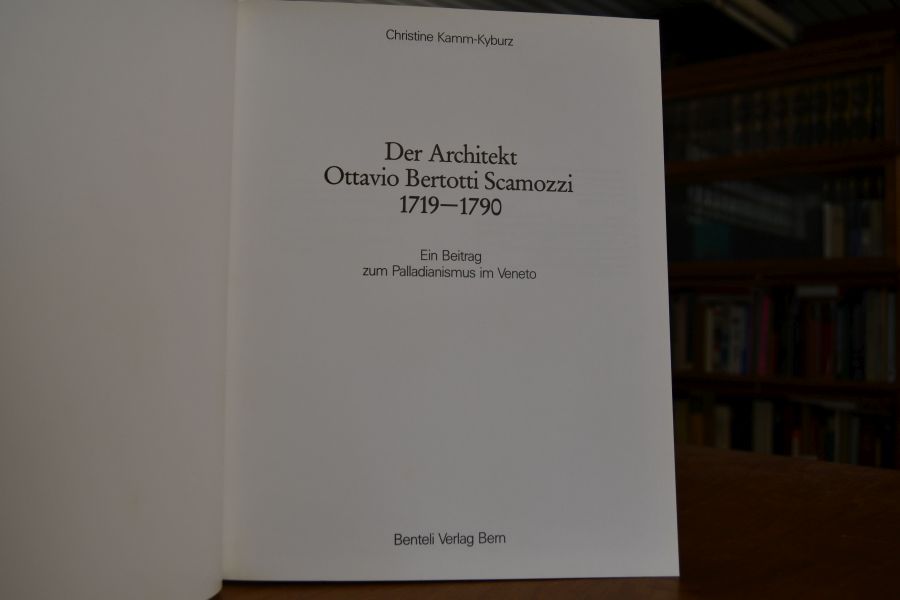 Christine Kamm-Kyburz
Der Architekt
Ottavio Bertotti Scamozzi
1719—1790
Ein Beitrag
zum Palladianismus im Veneto
Benteli Verlag Bern